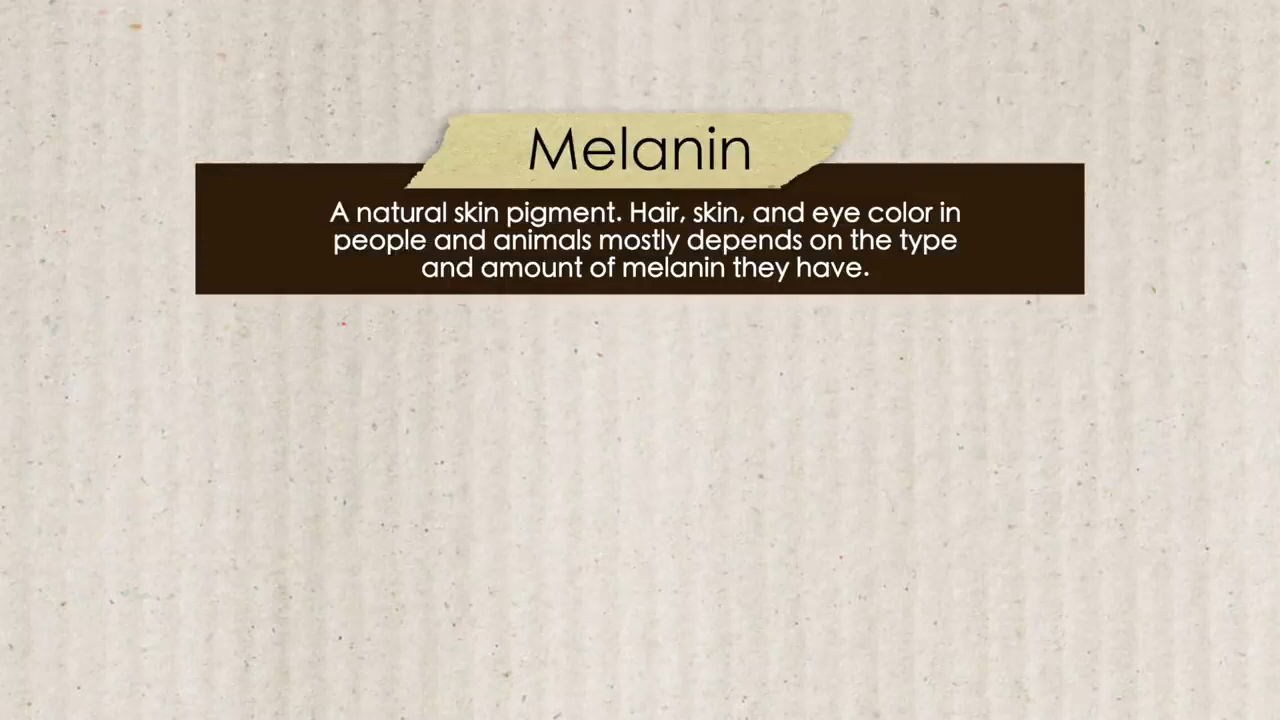 Melanin
A natural skin pigment. Hair, skin, and eye color in
people and animals mostly depends on the type
and amount of melanin they have.